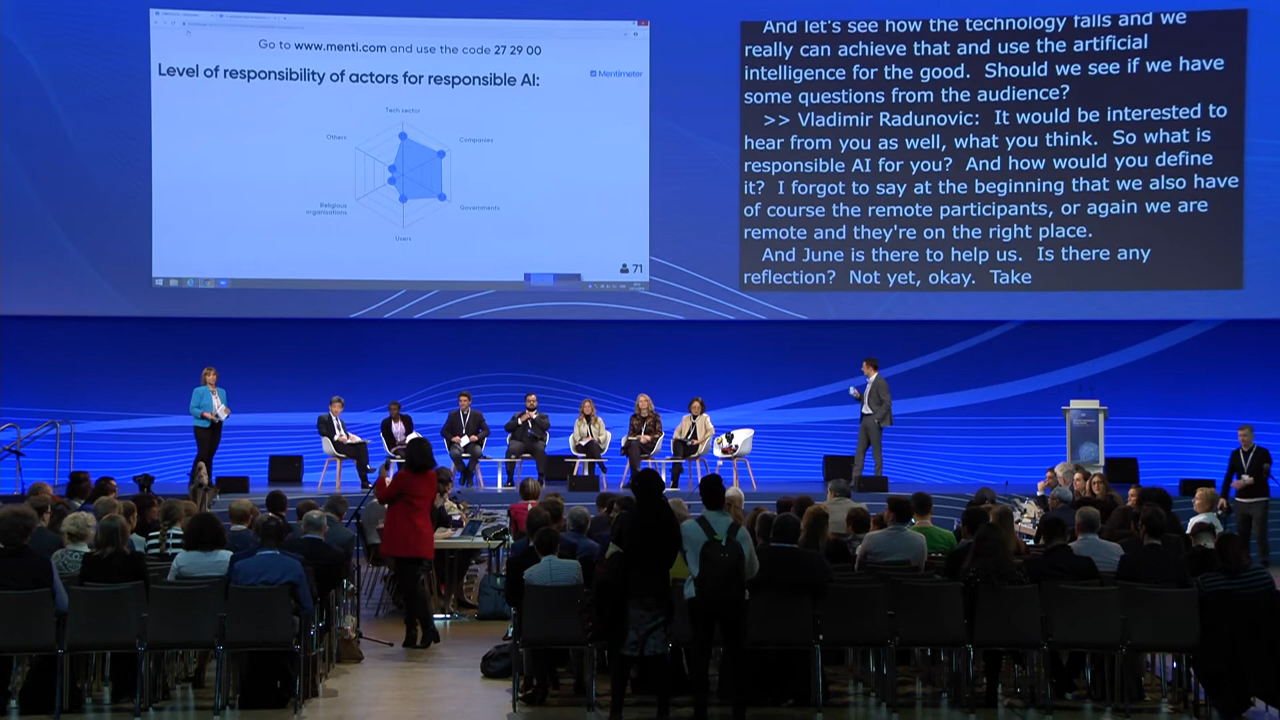 Go to www.menti.com and use the code 27 29 00
Level of responsibility of actors for responsible AI:
Mentimeter
Tech sector
Others
Companies
Religious
organisations
Governments
Users
71
And let's see how the technology falls and we
really can achieve that and use the artificial
intelligence for the good. Should we see if we have
some questions from the audience?
>> Vladimir Radunovic: It would be interested to
hear from you as well, what you think. So what is
responsible AI for you? And how would you define
it? I forgot to say at the beginning that we also have
of course the remote participants, or again we are
remote and they're on the right place.
And June is there to help us. Is there any
reflection? Not yet, okay. Take